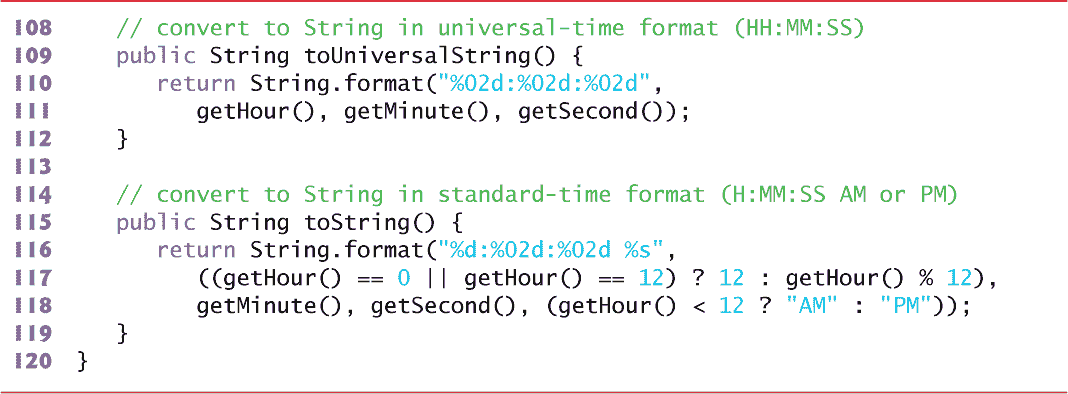 108 // convert to String in universal-time format (HH:MM:SS)
109 public String toUniversalString() {
110 return String.format("%02d:%02d:%02d",
111 getHour(), getMinute(), getSecond());
112 }
113
114 // convert to String in standard-time format (H:MM:SS AM or PM)
115 public String toString() {
116 return String.format("%d:%02d:%02d %s",
117 ((getHour() == 0 || getHour() == 12) ? 12 : getHour() % 12),
118 getMinute(), getSecond(), (getHour() < 12 ? "AM" : "PM"));
119 }
120 }